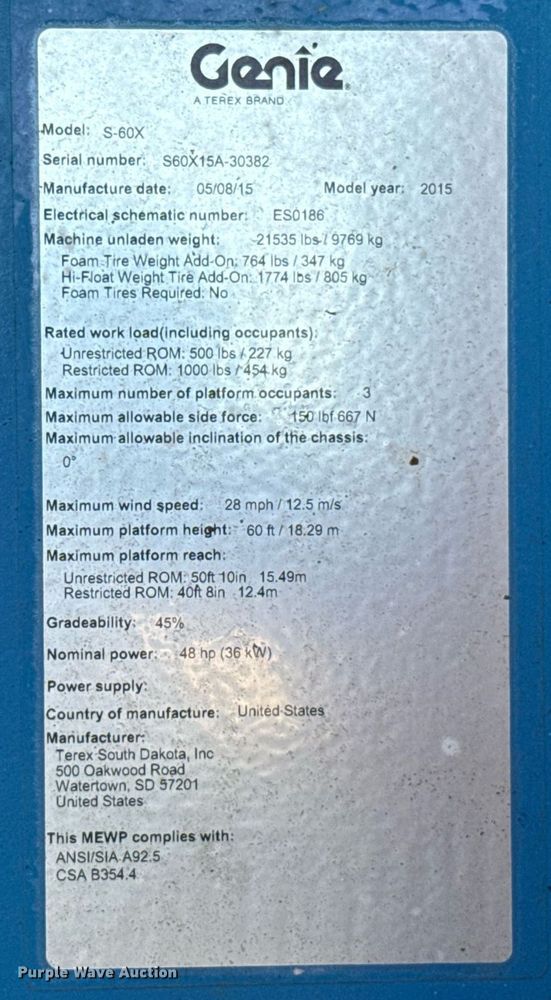 Genie
A TEREX BRAND
Model: S-60X
Serial number: S60X15A-30382
Manufacture date: 05/08/15 Model year: 2015
Electrical schematic number: ES0186
Machine unladen weight: 21535 lbs / 9769 kg
Foam Tire Weight Add-On: 764 lbs / 347 kg
Hi-Float Weight Tire Add-On: 1774 lbs / 805 kg
Foam Tires Required: No
Rated work load(including occupants):
Unrestricted ROM: 500 lbs / 227 kg
Restricted ROM: 1000 lbs / 454 kg
Maximum number of platform occupants: 3
Maximum allowable side force: 150 lbf 667 N
Maximum allowable inclination of the chassis:
0°
Maximum wind speed: 28 mph / 12.5 m/s
Maximum platform height: 60 ft / 18.29 m
Maximum platform reach:
Unrestricted ROM: 50ft 10in 15.49m
Restricted ROM: 40ft 8in 12.4m
Gradeability: 45%
Nominal power: 48 hp (36 kW)
Power supply:
Country of manufacture: United States
Manufacturer:
Terex South Dakota, Inc
500 Oakwood Road
Watertown, SD 57201
United States
This MEWP complies with:
ANSI/SIA A92.5
CSA B354.4
Purple Wave Auction